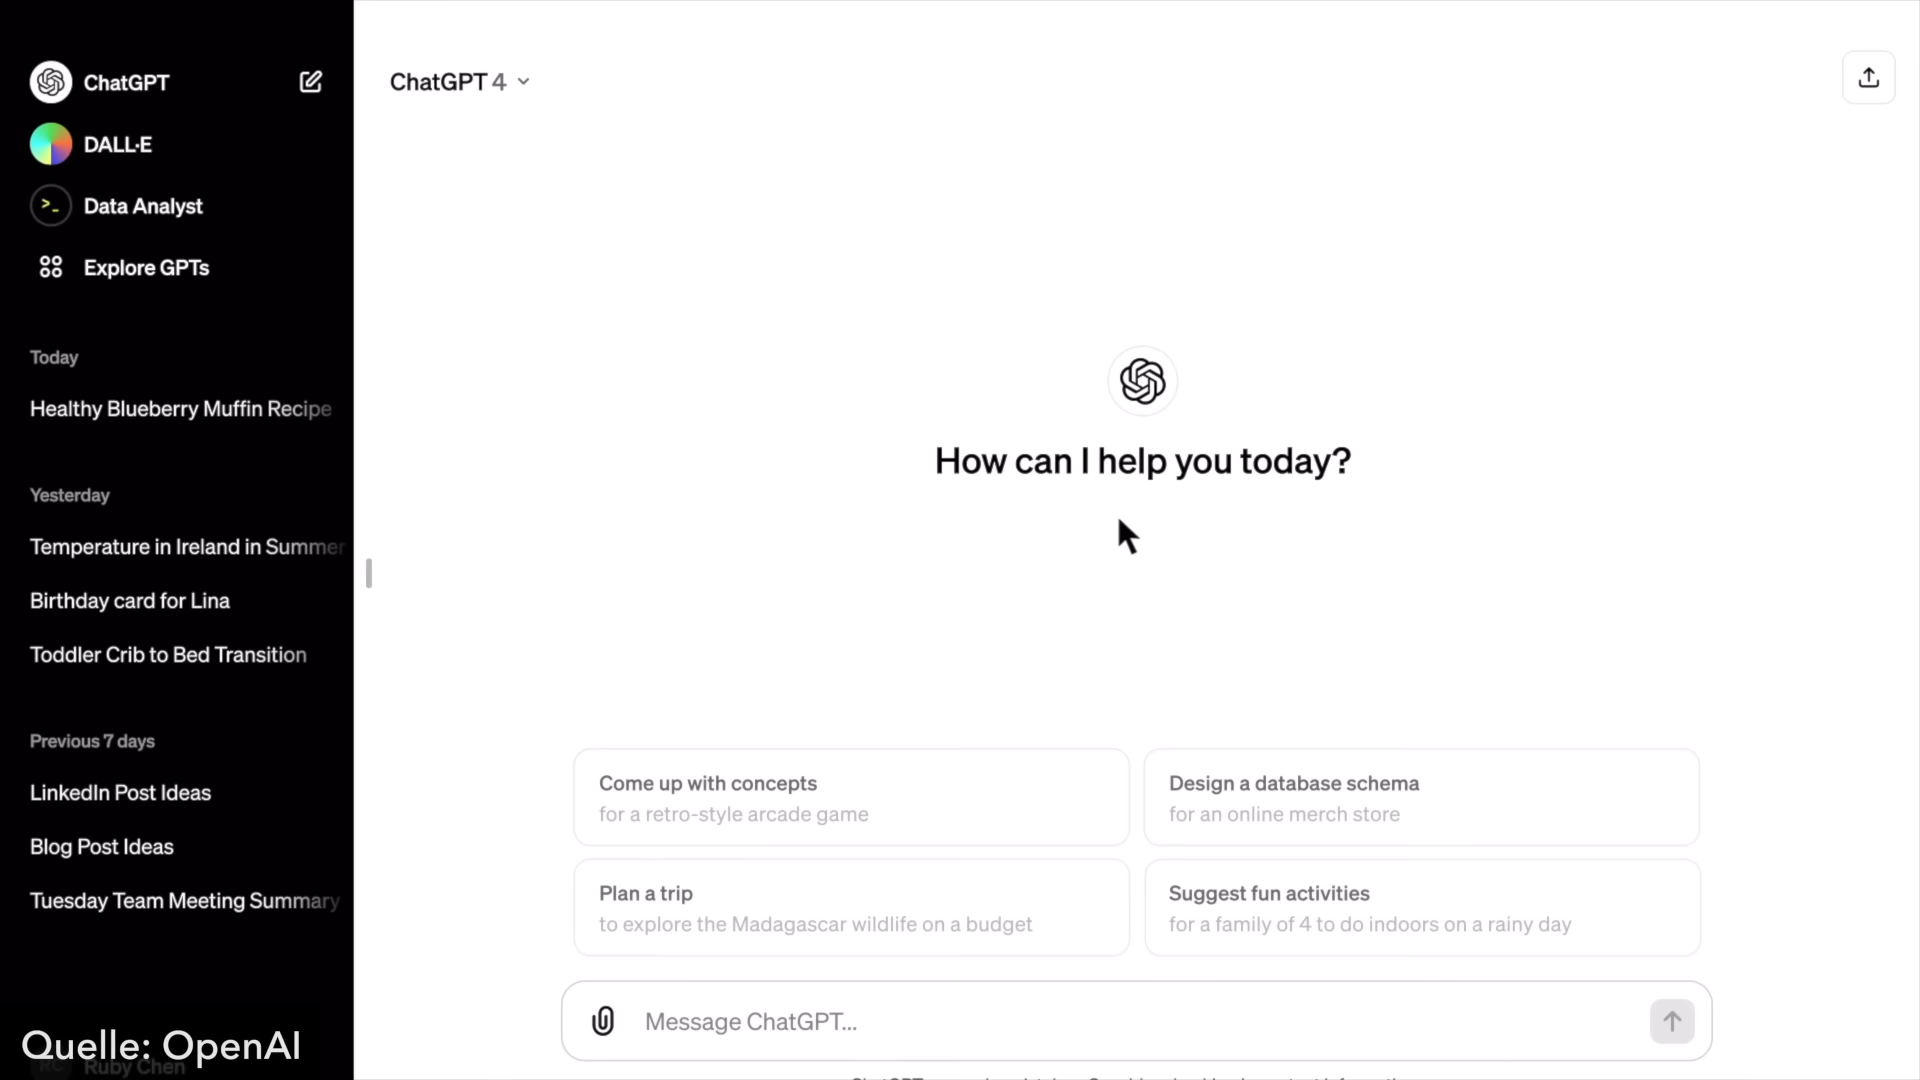 ChatGPT
DALL·E
>_
Data Analyst
Explore GPTs
Today
Healthy Blueberry Muffin Recipe
Yesterday
Temperature in Ireland in Summer
Birthday card for Lina
Toddler Crib to Bed Transition
Previous 7 days
LinkedIn Post Ideas
Blog Post Ideas
Tuesday Team Meeting Summary
Quelle: OpenAI
RC Ruby Chen
ChatGPT 4
How can I help you today?
Come up with concepts
for a retro-style arcade game
Design a database schema
for an online merch store
Plan a trip
to explore the Madagascar wildlife on a budget
Suggest fun activities
for a family of 4 to do indoors on a rainy day
Message ChatGPT...